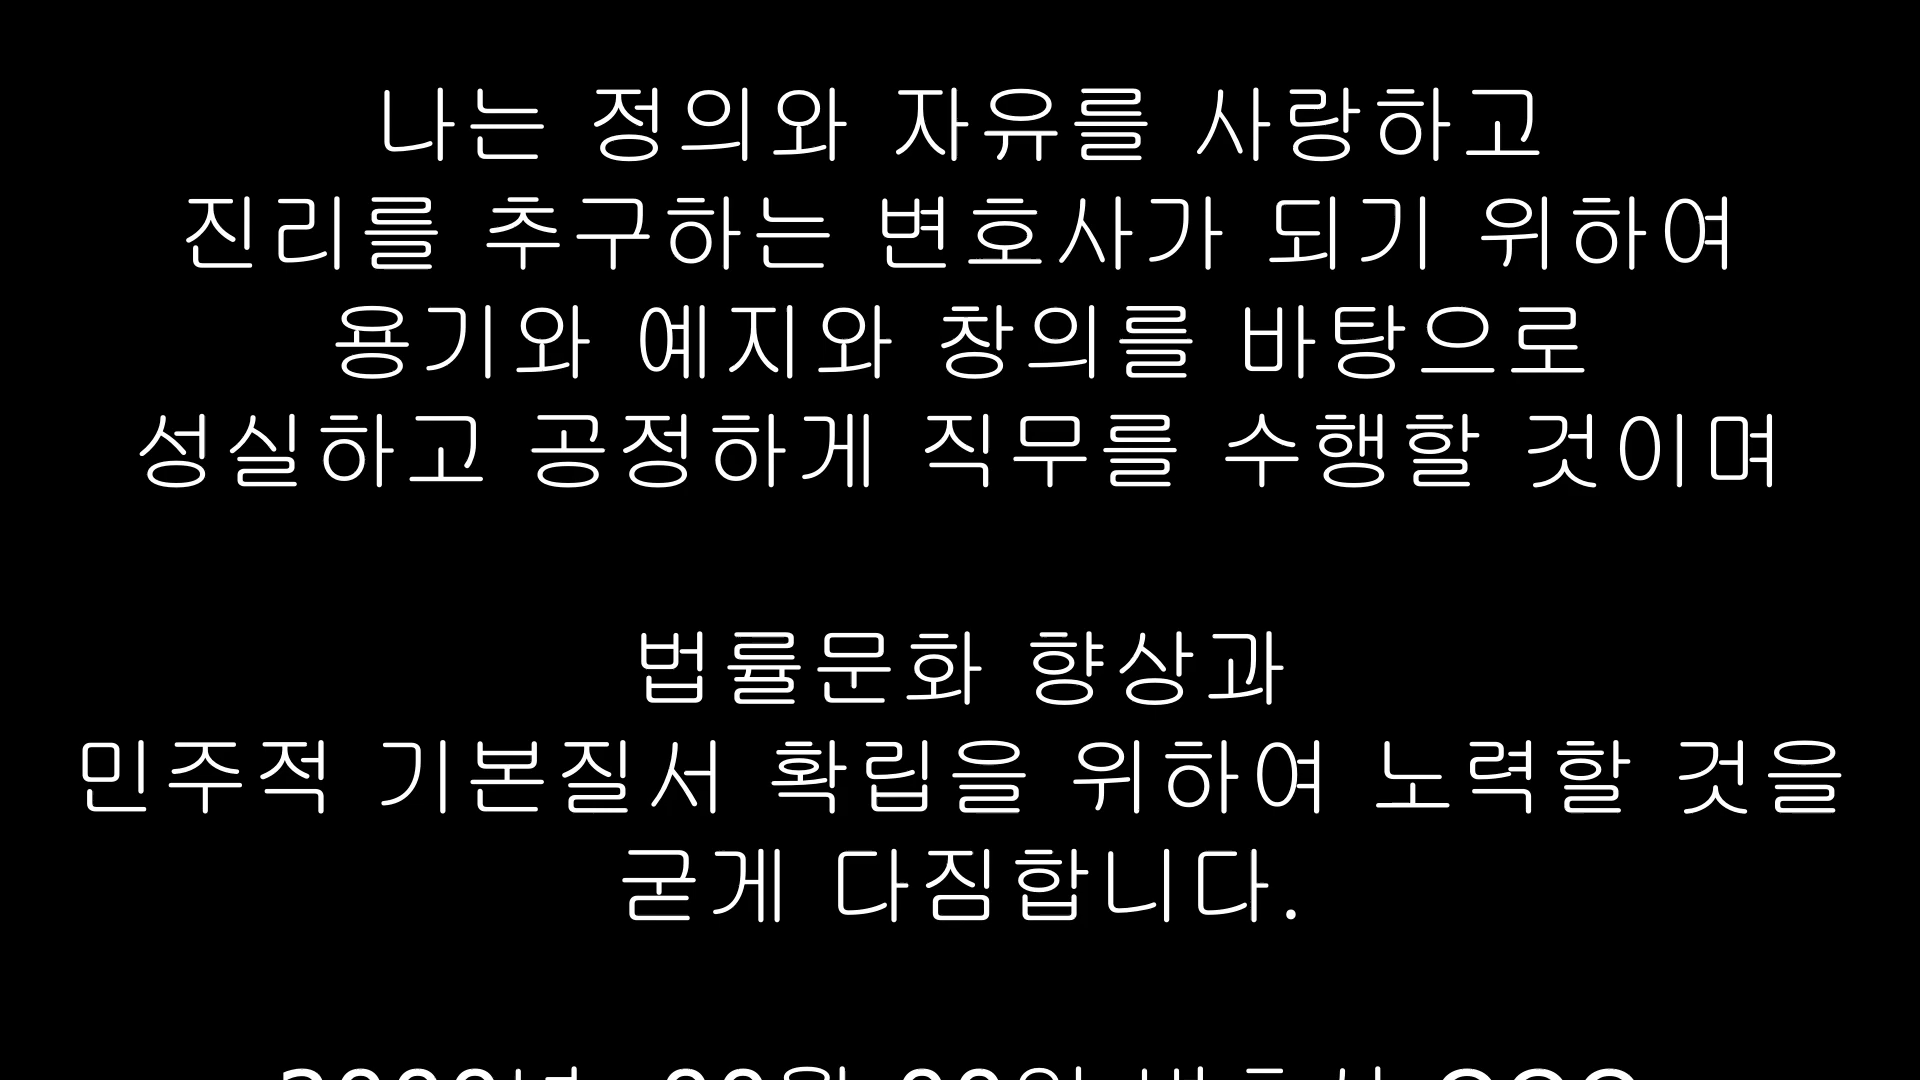 나는 정의와 자유를 사랑하고
진리를 추구하는 변호사가 되기 위하여
용기와 예지와 창의를 바탕으로
성실하고 공정하게 직무를 수행할 것이며
법률문화 향상과
민주적 기본질서 확립을 위하여 노력할 것을
굳게 다짐합니다.